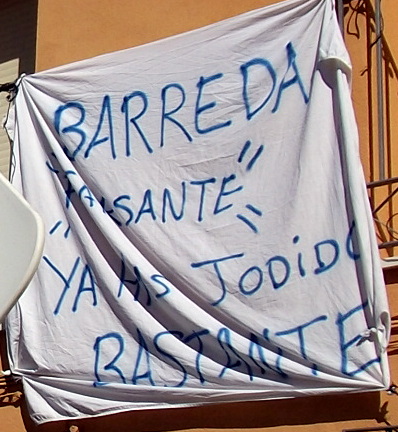 BARREDA
"FALSANTE"
YA HAS JODIDO
BASTANTE